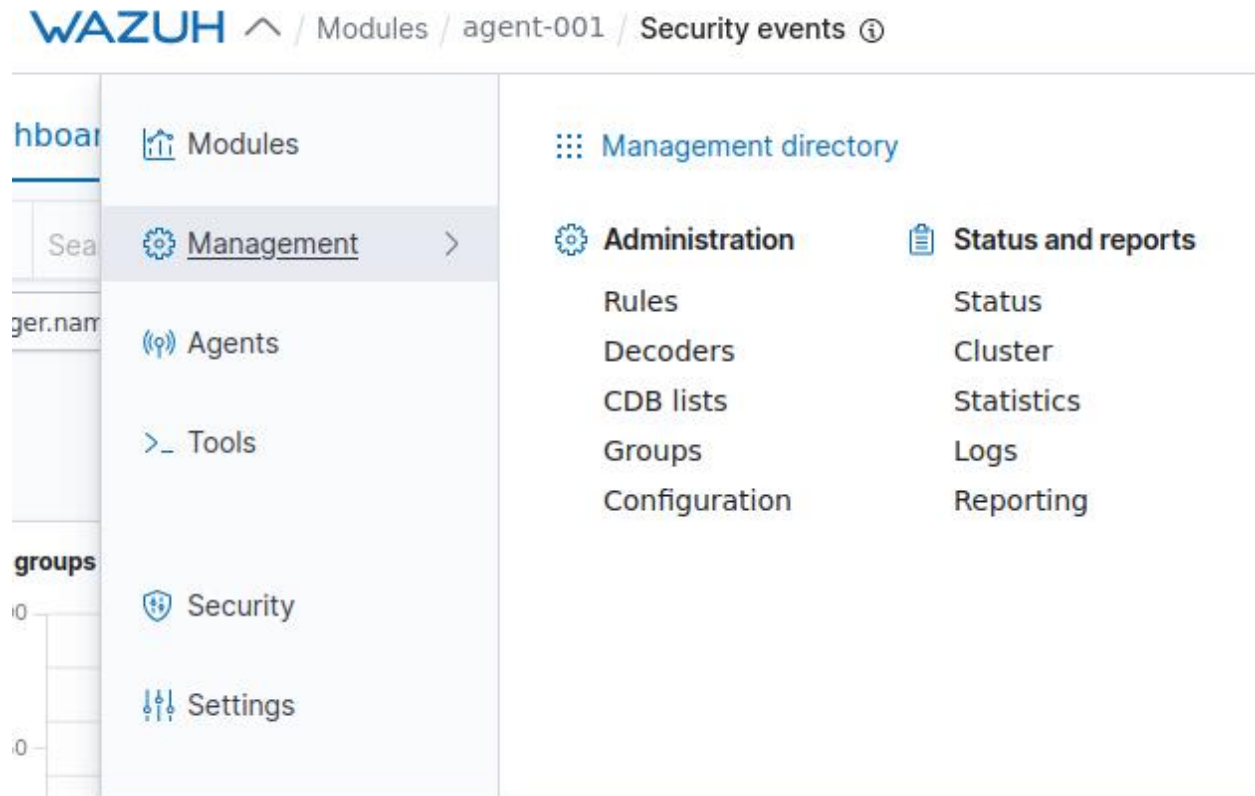 WAZUH / Modules / agent-001 / Security events
hboar
Sea
ger.nam
groups
Modules
Management
Agents
>_ Tools
Security
Settings
Management directory
Administration
Rules
Decoders
CDB lists
Groups
Configuration
Status and reports
Status
Cluster
Statistics
Logs
Reporting